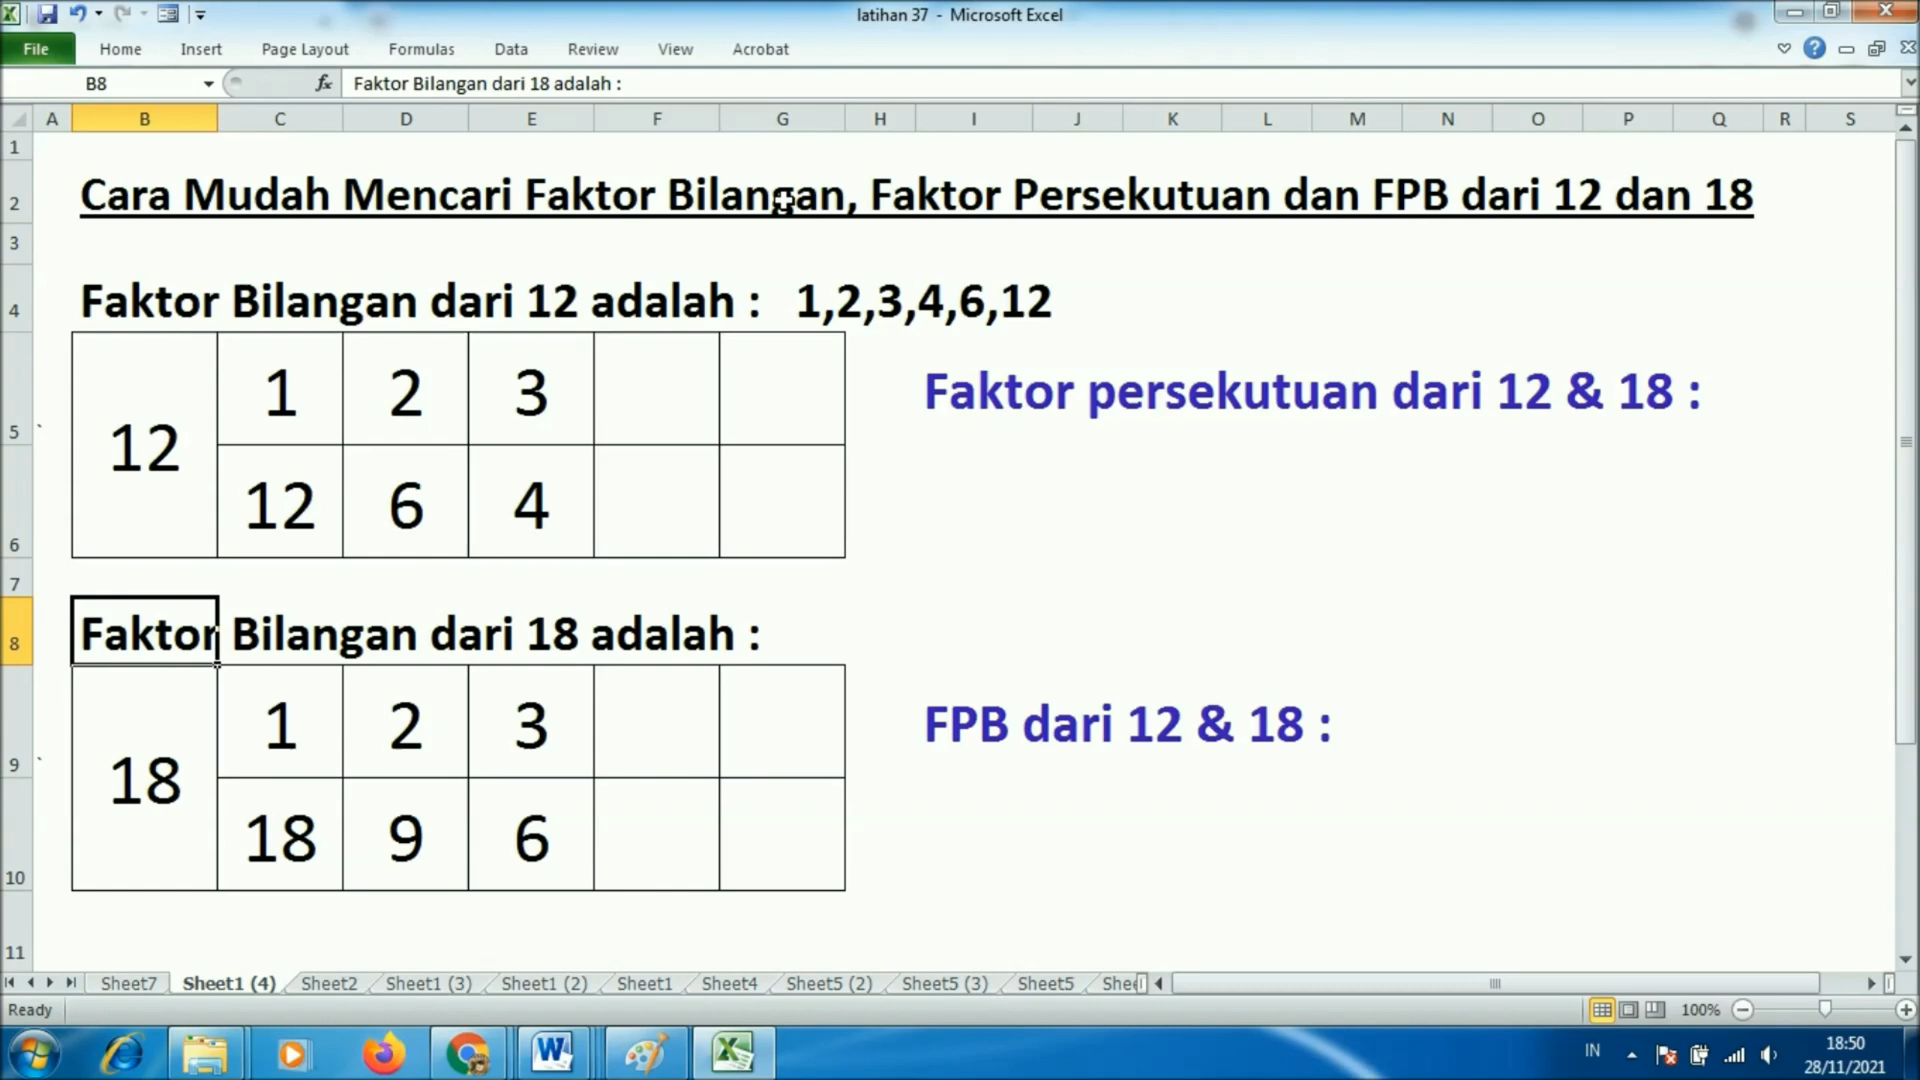 latihan 37 - Microsoft Excel
File Home Insert Page Layout Formulas Data Review View Acrobat
B8 fx Faktor Bilangan dari 18 adalah :
A B C D E F G H I J K L M N O P Q R S
1
2 Cara Mudah Mencari Faktor Bilangan, Faktor Persekutuan dan FPB dari 12 dan 18
3
4 Faktor Bilangan dari 12 adalah : 1,2,3,4,6,12
5 ` 12 1 2 3 Faktor persekutuan dari 12 & 18 :
6 12 6 4
7
8 Faktor Bilangan dari 18 adalah :
9 ` 18 1 2 3 FPB dari 12 & 18 :
10 18 9 6
11
Sheet7 Sheet1 (4) Sheet2 Sheet1 (3) Sheet1 (2) Sheet1 Sheet4 Sheet5 (2) Sheet5 (3) Sheet5
Ready 100%
IN 18:50
28/11/2021